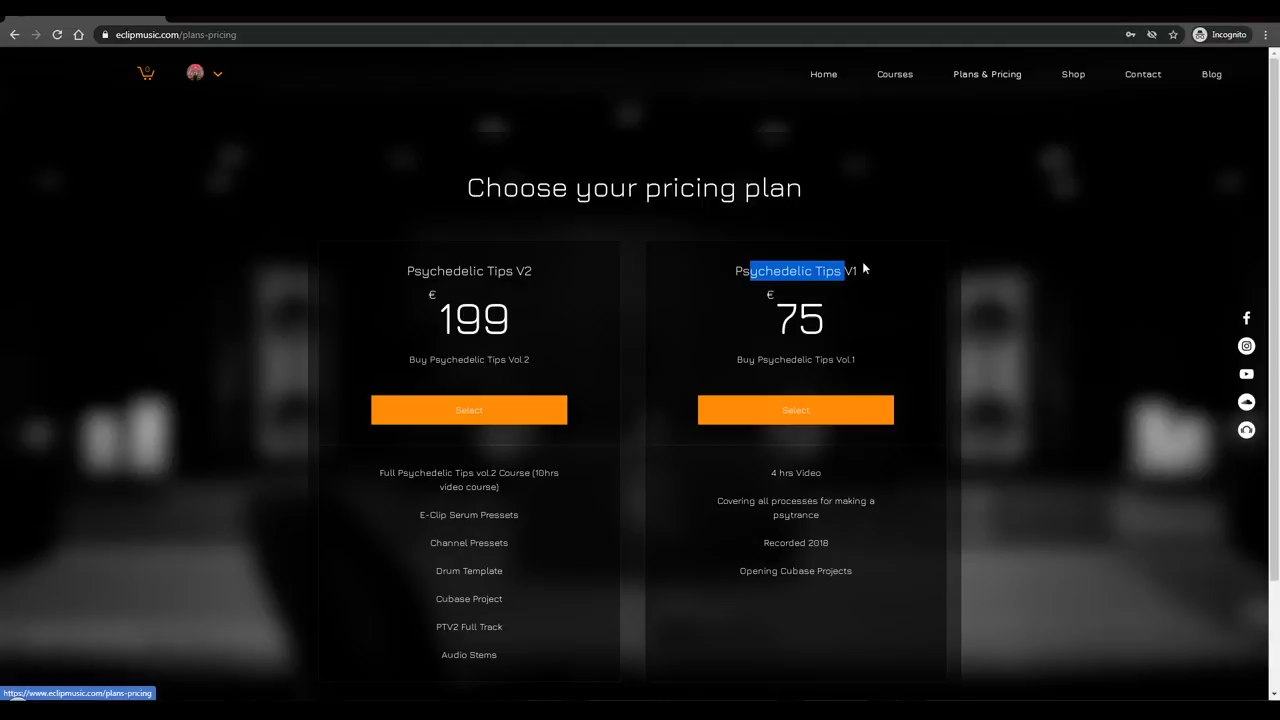 eclipmusic.com/plans-pricing
Incognito
0
Home Courses Plans & Pricing Shop Contact Blog
Choose your pricing plan
Psychedelic Tips V2
€
199
Buy Psychedelic Tips Vol.2
Select
Full Psychedelic Tips vol.2 Course (10hrs
video course)
E-Clip Serum Pressets
Channel Pressets
Drum Template
Cubase Project
PTV2 Full Track
Audio Stems
Psychedelic Tips V1
€
75
Buy Psychedelic Tips Vol.1
Select
4 hrs Video
Covering all processes for making a
psytrance
Recorded 2018
Opening Cubase Projects
https://www.eclipmusic.com/plans-pricing